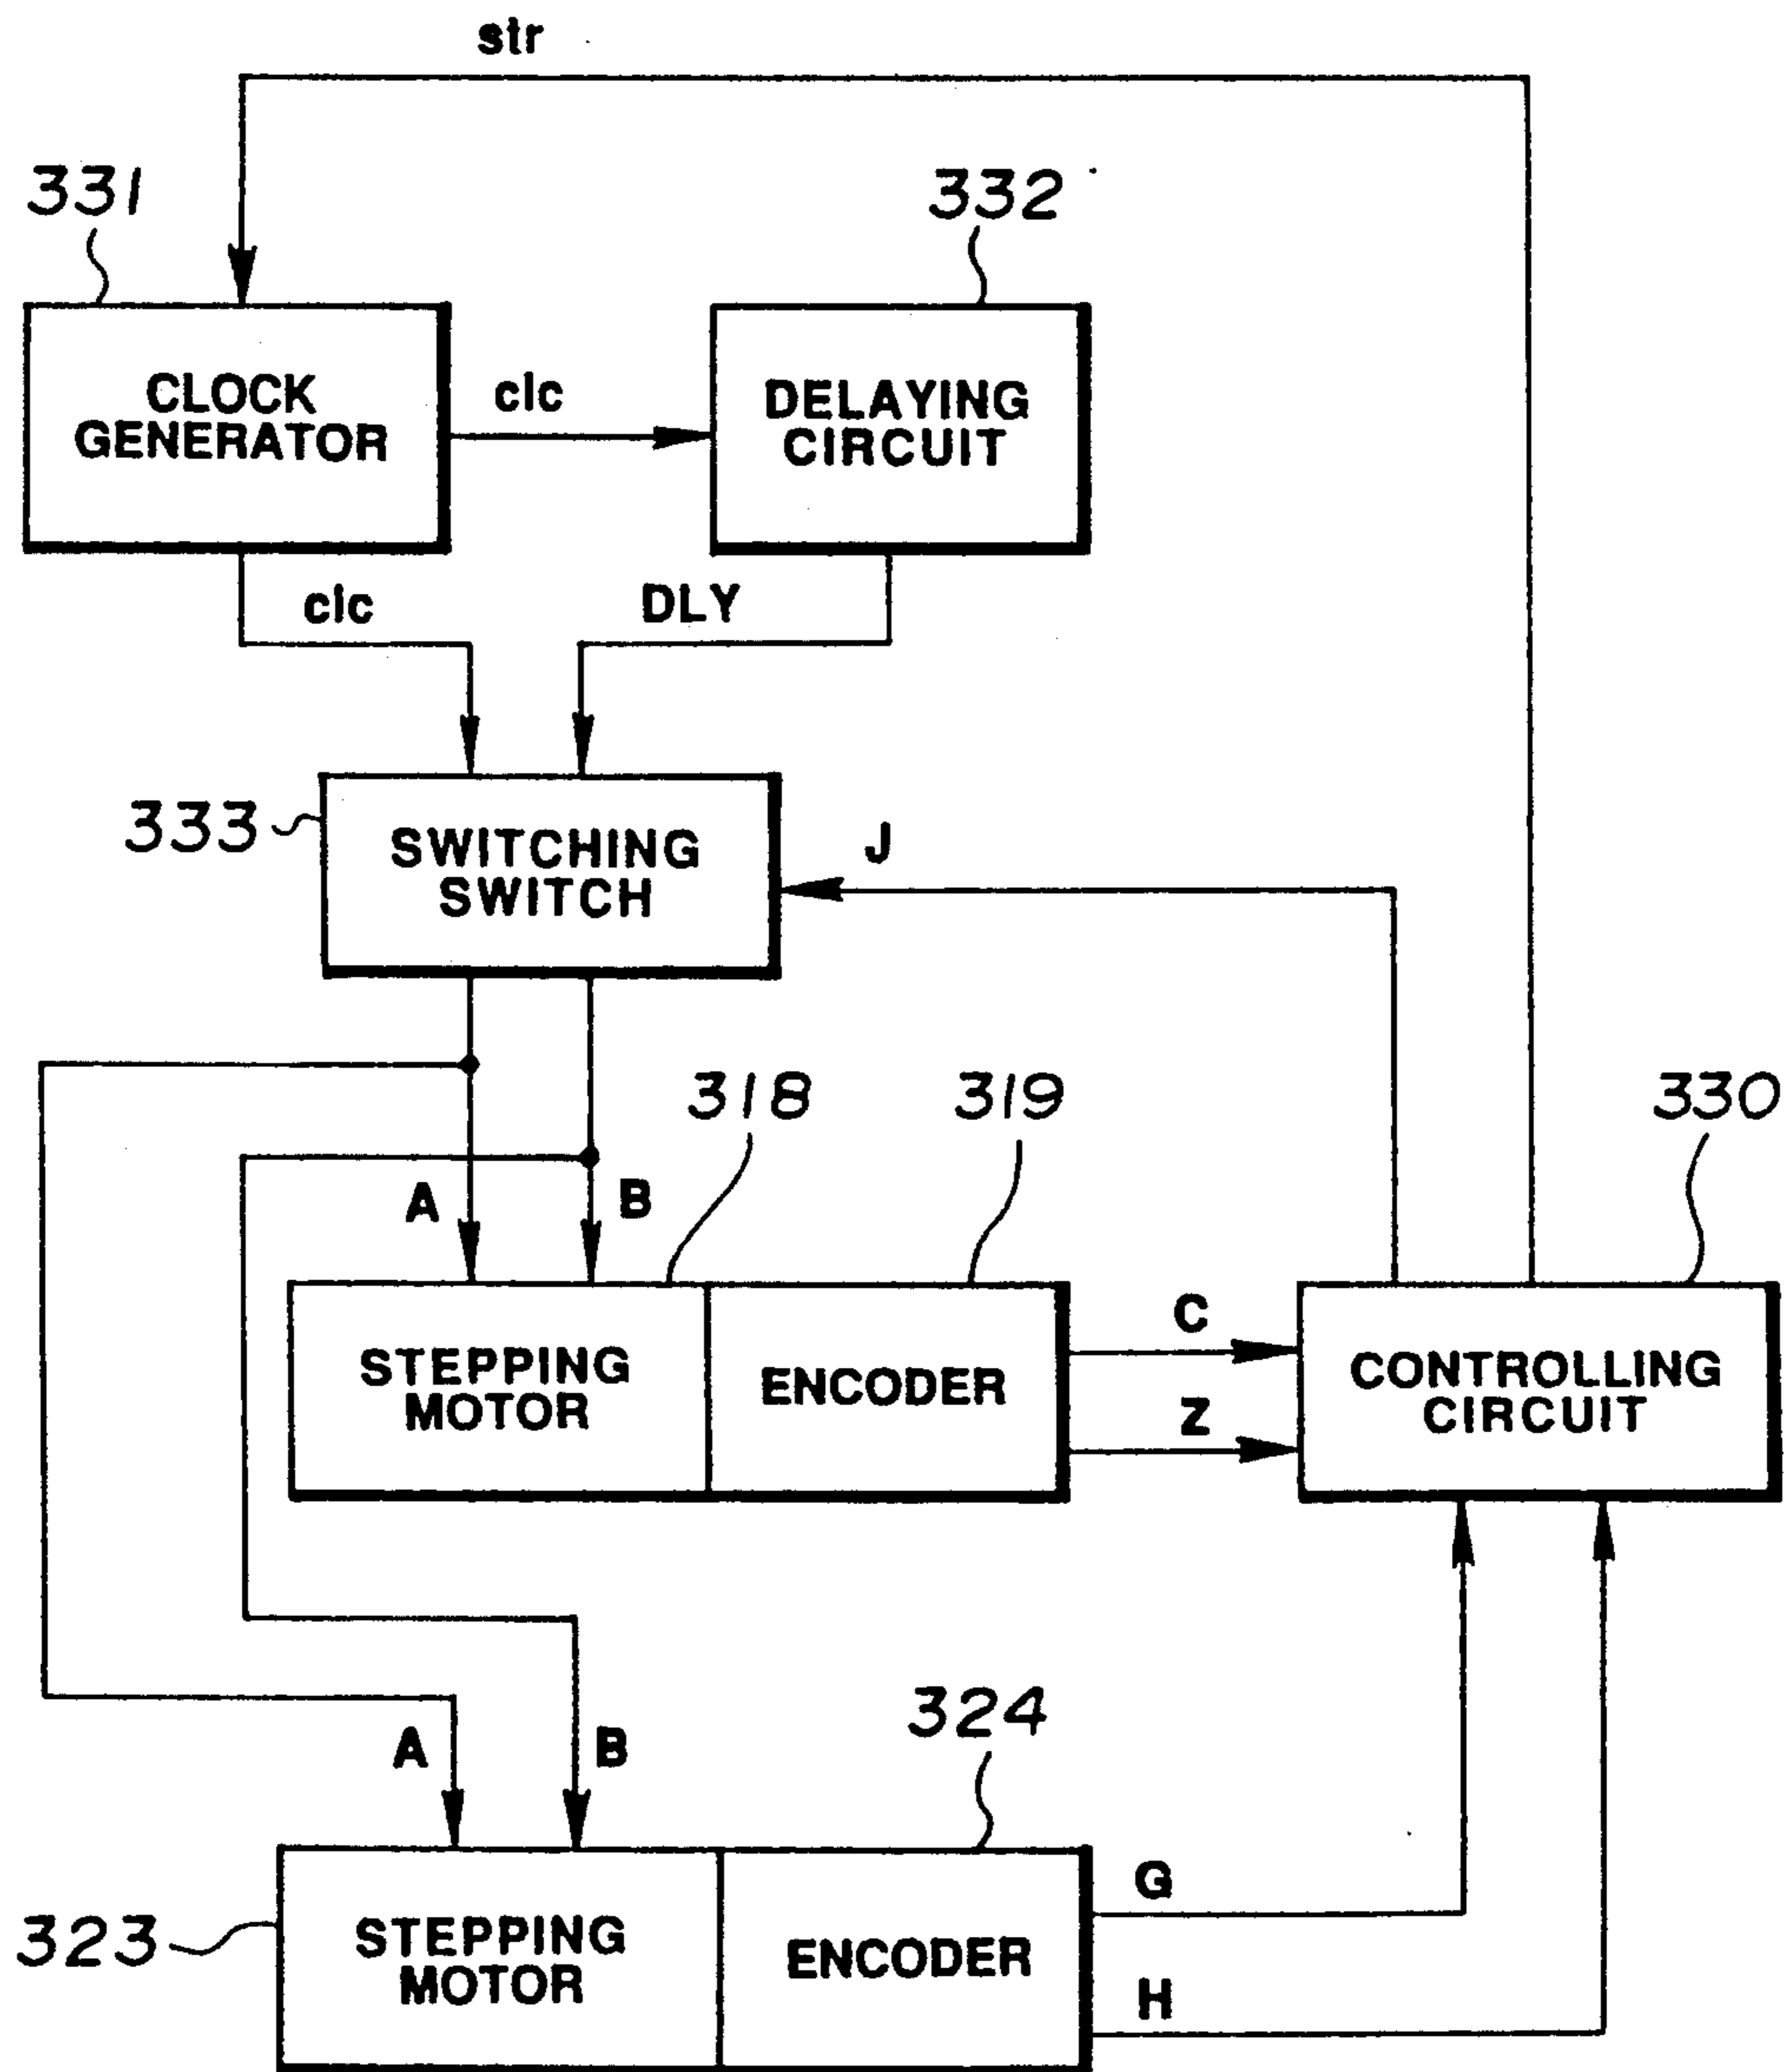 str
331
332
CLOCK
GENERATOR
clc
DELAYING
CIRCUIT
clc
DLY
333
SWITCHING
SWITCH
J
318
319
330
A
B
STEPPING
MOTOR
ENCODER
C
Z
CONTROLLING
CIRCUIT
324
A
B
323
STEPPING
MOTOR
ENCODER
G
H